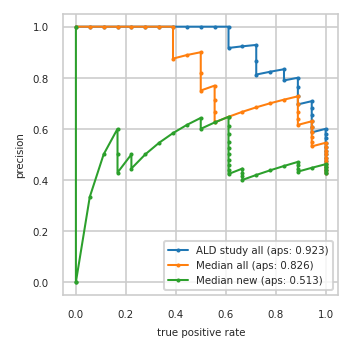 1.0
0.8
0.6
0.4
0.2
0.0
precision
ALD study all (aps: 0.923)
Median all (aps: 0.826)
Median new (aps: 0.513)
0.0 0.2 0.4 0.6 0.8 1.0
true positive rate